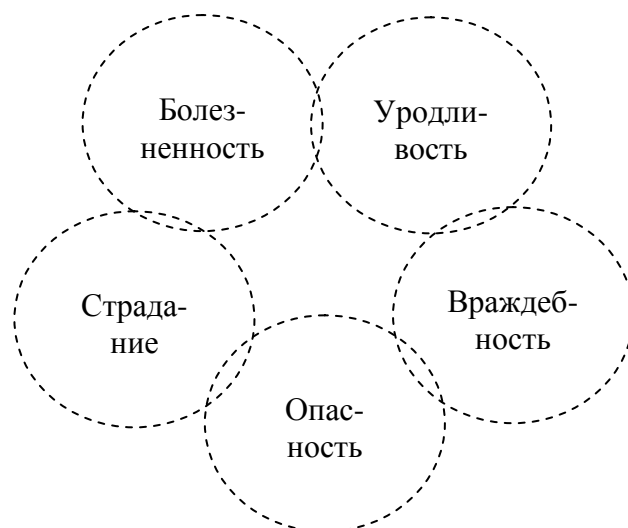 Болез-
ненность
Уродли-
вость
Страда-
ние
Враждеб-
ность
Опас-
ность